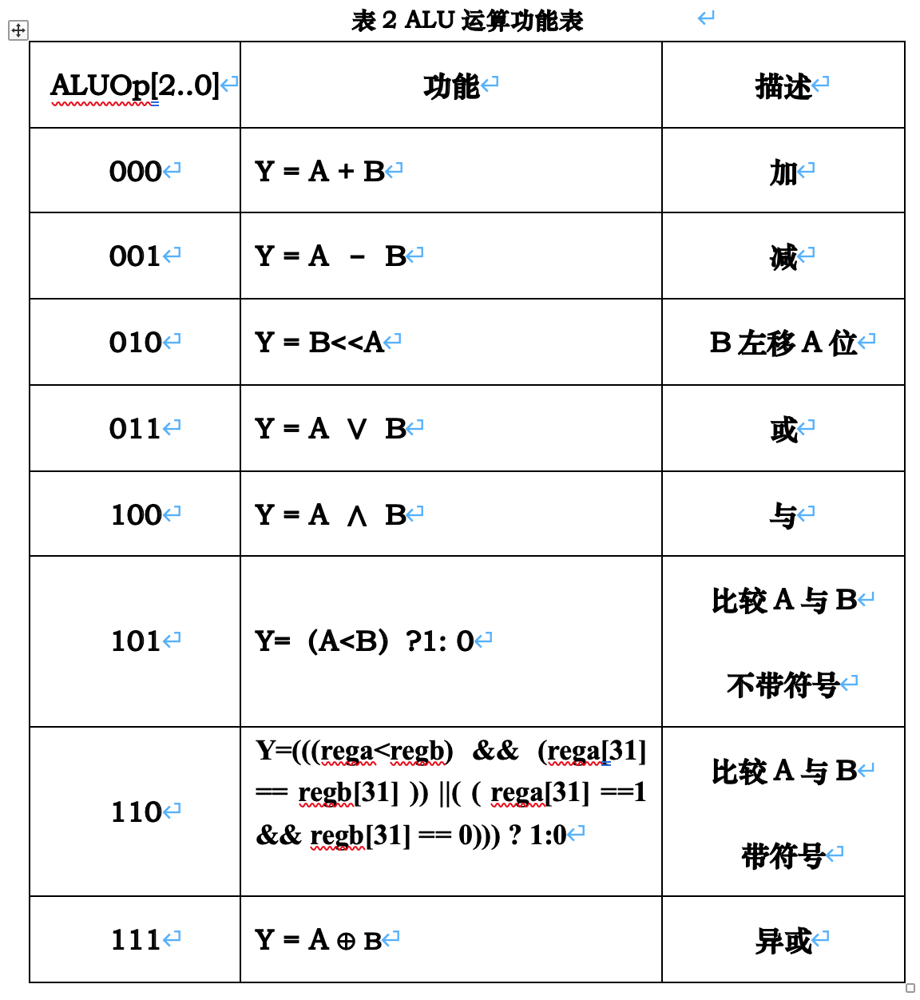 表 2 ALU 运算功能表
ALUOp[2..0] 功能 描述
000 Y = A + B 加
001 Y = A - B 减
010 Y = B<<A B 左移 A 位
011 Y = A ∨ B 或
100 Y = A ∧ B 与
101 Y= (A<B) ?1: 0 比较 A 与 B
不带符号
110 Y=(((rega<regb) && (rega[31]
== regb[31] )) ||( ( rega[31] ==1
&& regb[31] == 0))) ? 1:0
比较 A 与 B
带符号
111 Y = A ⊕ B 异或